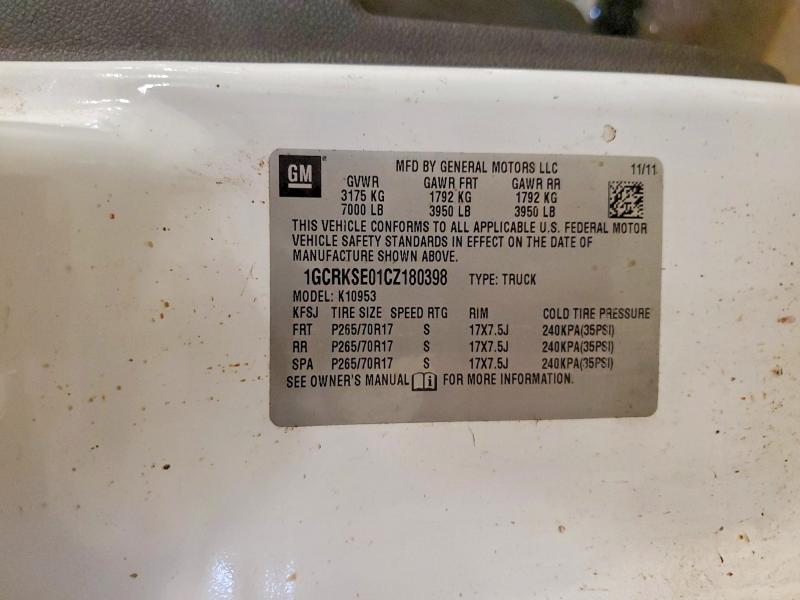 GM
MFD BY GENERAL MOTORS LLC 11/11
GVWR GAWR FRT GAWR RR
3175 KG 1792 KG 1792 KG
7000 LB 3950 LB 3950 LB
THIS VEHICLE CONFORMS TO ALL APPLICABLE U.S. FEDERAL MOTOR
VEHICLE SAFETY STANDARDS IN EFFECT ON THE DATE OF
MANUFACTURE SHOWN ABOVE.
1GCRKSE01CZ180398 TYPE: TRUCK
MODEL: K10953
KFSJ TIRE SIZE SPEED RTG RIM COLD TIRE PRESSURE
FRT P265/70R17 S 17X7.5J 240KPA(35PSI)
RR P265/70R17 S 17X7.5J 240KPA(35PSI)
SPA P265/70R17 S 17X7.5J 240KPA(35PSI)
SEE OWNER'S MANUAL i FOR MORE INFORMATION.